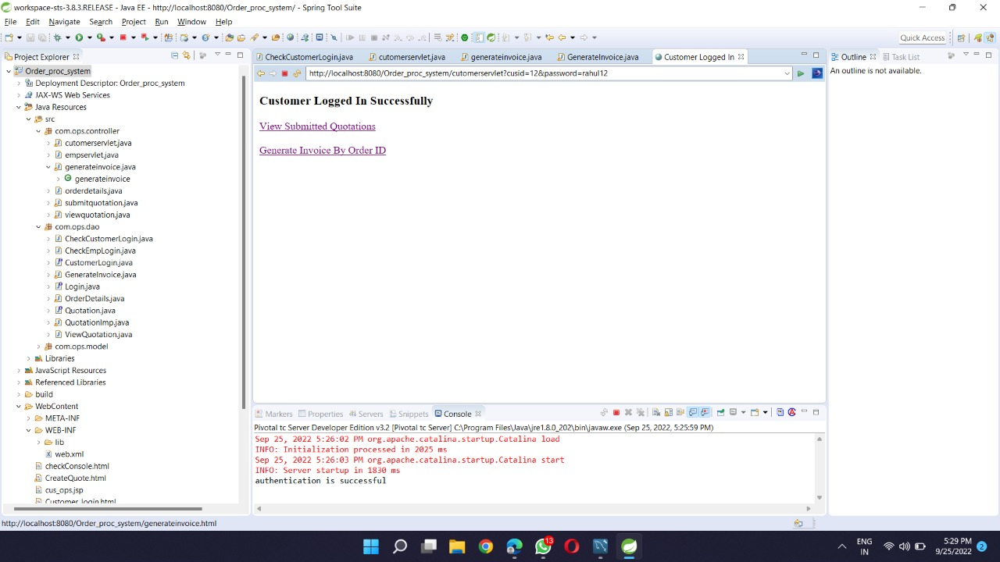 workspace-sts-3.8.3.RELEASE - Java EE - http://localhost:8080/Order_proc_system/ - Spring Tool Suite
File Edit Navigate Search Project Run Window Help
Quick Access
Project Explorer
Order_proc_system
Deployment Descriptor: Order_proc_system
JAX-WS Web Services
Java Resources
src
com.ops.controller
cutomerservlet.java
empservlet.java
generateinvoice.java
generateinvoice
orderdetails.java
submitquotation.java
viewquotation.java
com.ops.dao
CheckCustomerLogin.java
CheckEmpLogin.java
CustomerLogin.java
GenerateInvoice.java
Login.java
OrderDetails.java
Quotation.java
QuotationImp.java
ViewQuotation.java
com.ops.model
Libraries
JavaScript Resources
Referenced Libraries
build
WebContent
META-INF
WEB-INF
lib
web.xml
checkConsole.html
CreateQuote.html
cus_ops.jsp
Customer_login.html
CheckCustomerLogin.java cutomerservlet.java generateinvoice.java GenerateInvoice.java Customer Logged In
http://localhost:8080/Order_proc_system/cutomerservlet?cusid=12&password=rahul12
Customer Logged In Successfully
View Submitted Quotations
Generate Invoice By Order ID
Outline Task List
An outline is not available.
Markers Properties Servers Snippets Console
Pivotal tc Server Developer Edition v3.2 [Pivotal tc Server] C:\Program Files\Java\jre1.8.0_202\bin\javaw.exe (Sep 25, 2022, 5:25:59 PM)
Sep 25, 2022 5:26:02 PM org.apache.catalina.startup.Catalina load
INFO: Initialization processed in 2025 ms
Sep 25, 2022 5:26:03 PM org.apache.catalina.startup.Catalina start
INFO: Server startup in 1830 ms
authentication is successful
http://localhost:8080/Order_proc_system/generateinvoice.html
13
ENG
IN
5:29 PM
9/25/2022
2